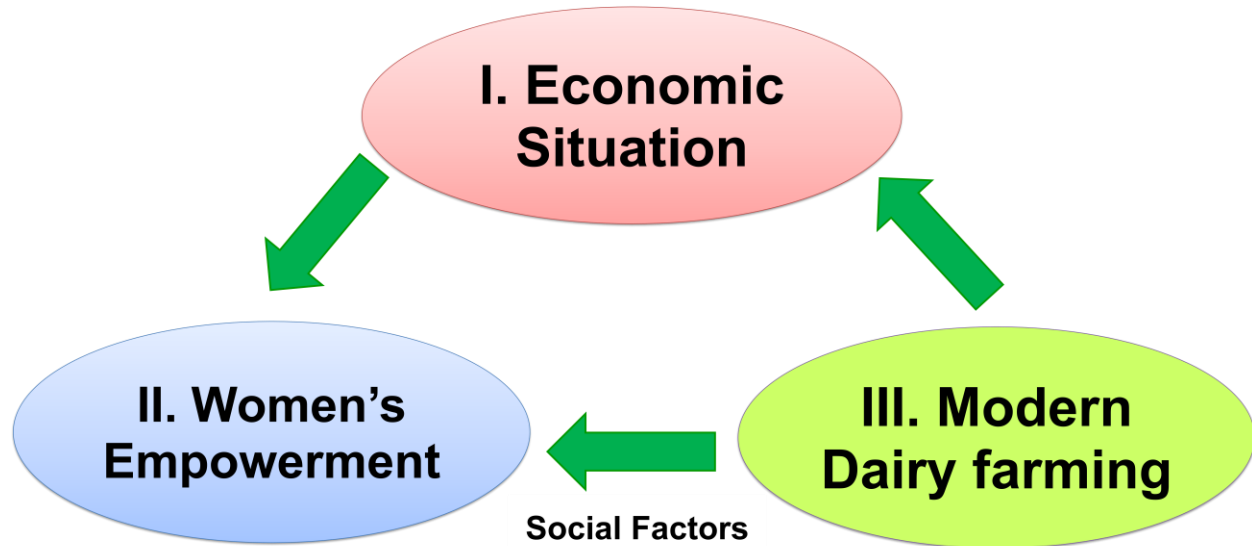 I. Economic
Situation
II. Women’s
Empowerment
III. Modern
Dairy farming
Social Factors